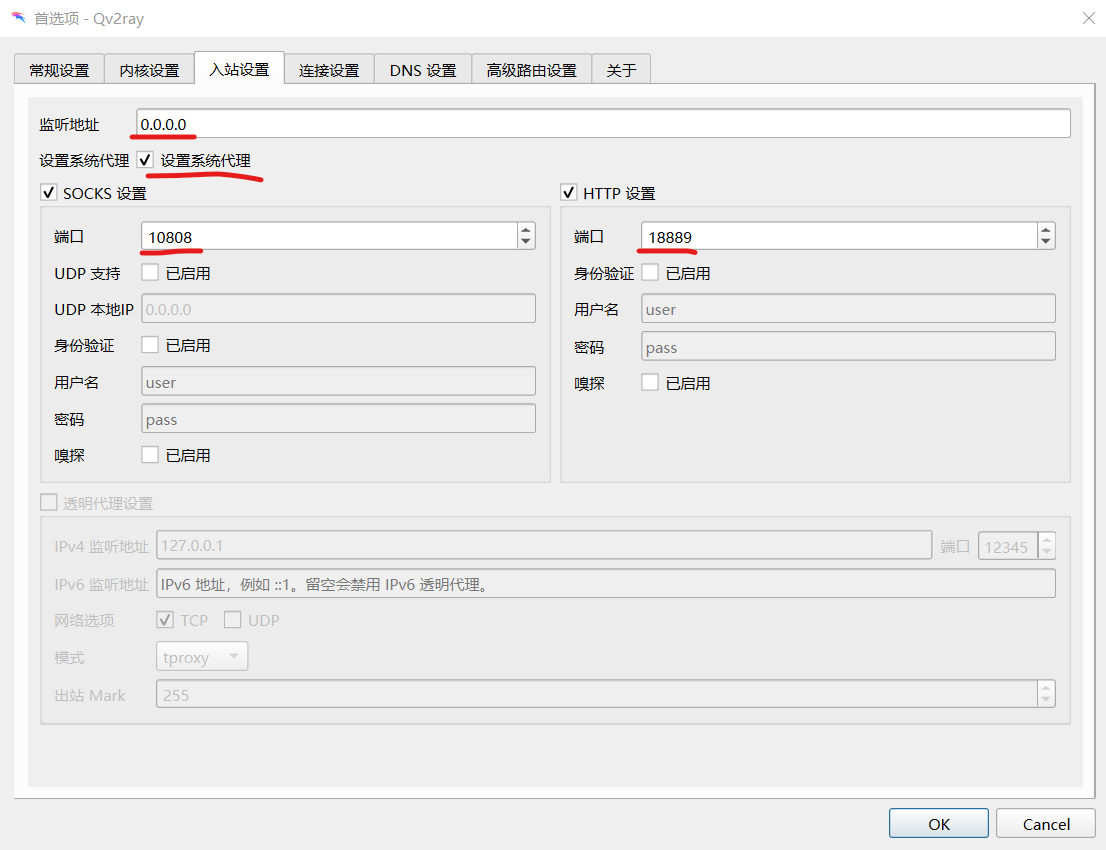 首选项 - Qv2ray
常规设置 内核设置 入站设置 连接设置 DNS 设置 高级路由设置 关于
监听地址 0.0.0.0
设置系统代理 设置系统代理
SOCKS 设置
端口 10808
UDP 支持 已启用
UDP 本地IP 0.0.0.0
身份验证 已启用
用户名 user
密码 pass
嗅探 已启用
HTTP 设置
端口 18889
身份验证 已启用
用户名 user
密码 pass
嗅探 已启用
透明代理设置
IPv4 监听地址 127.0.0.1 端口 12345
IPv6 监听地址 IPv6 地址，例如 ::1。留空会禁用 IPv6 透明代理。
网络选项 TCP UDP
模式 tproxy
出站 Mark 255
OK Cancel